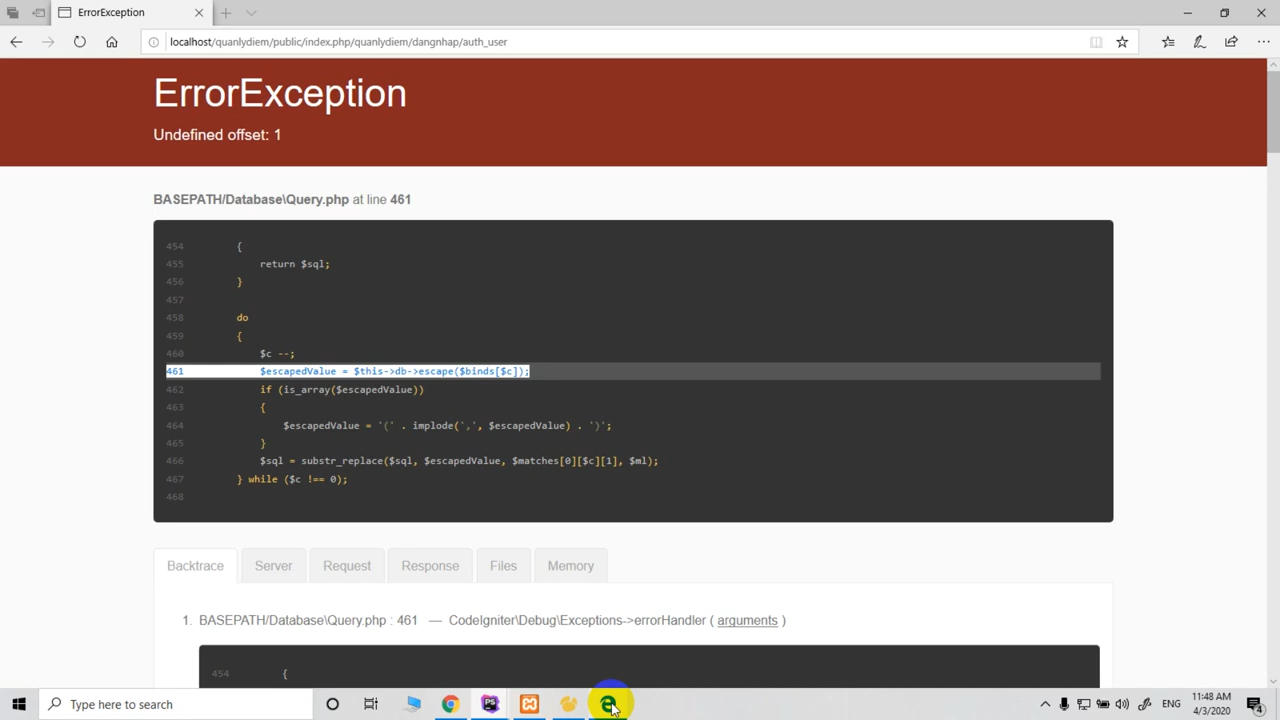 ErrorException
localhost/quanlydiem/public/index.php/quanlydiem/dangnhap/auth_user
ErrorException
Undefined offset: 1
BASEPATH/Database\Query.php at line 461
454 {
455 return $sql;
456 }
457
458 do
459 {
460 $c --;
461 $escapedValue = $this->db->escape($binds[$c]);
462 if (is_array($escapedValue))
463 {
464 $escapedValue = '(' . implode(',', $escapedValue) . ')';
465 }
466 $sql = substr_replace($sql, $escapedValue, $matches[0][$c][1], $ml);
467 } while ($c !== 0);
468
Backtrace Server Request Response Files Memory
1. BASEPATH/Database\Query.php : 461 — CodeIgniter\Debug\Exceptions->errorHandler ( arguments )
454 {
Type here to search
PS
ENG
11:48 AM
4/3/2020
4